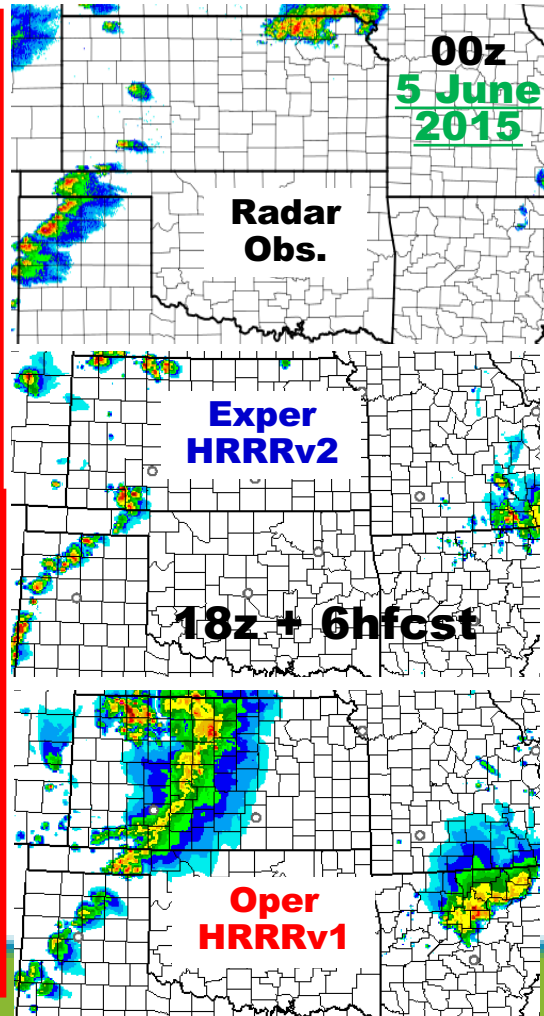 00z
5 June
2015
Radar
Obs.
Exper
HRRRv2
18z + 6hfcst
Oper
HRRRv1